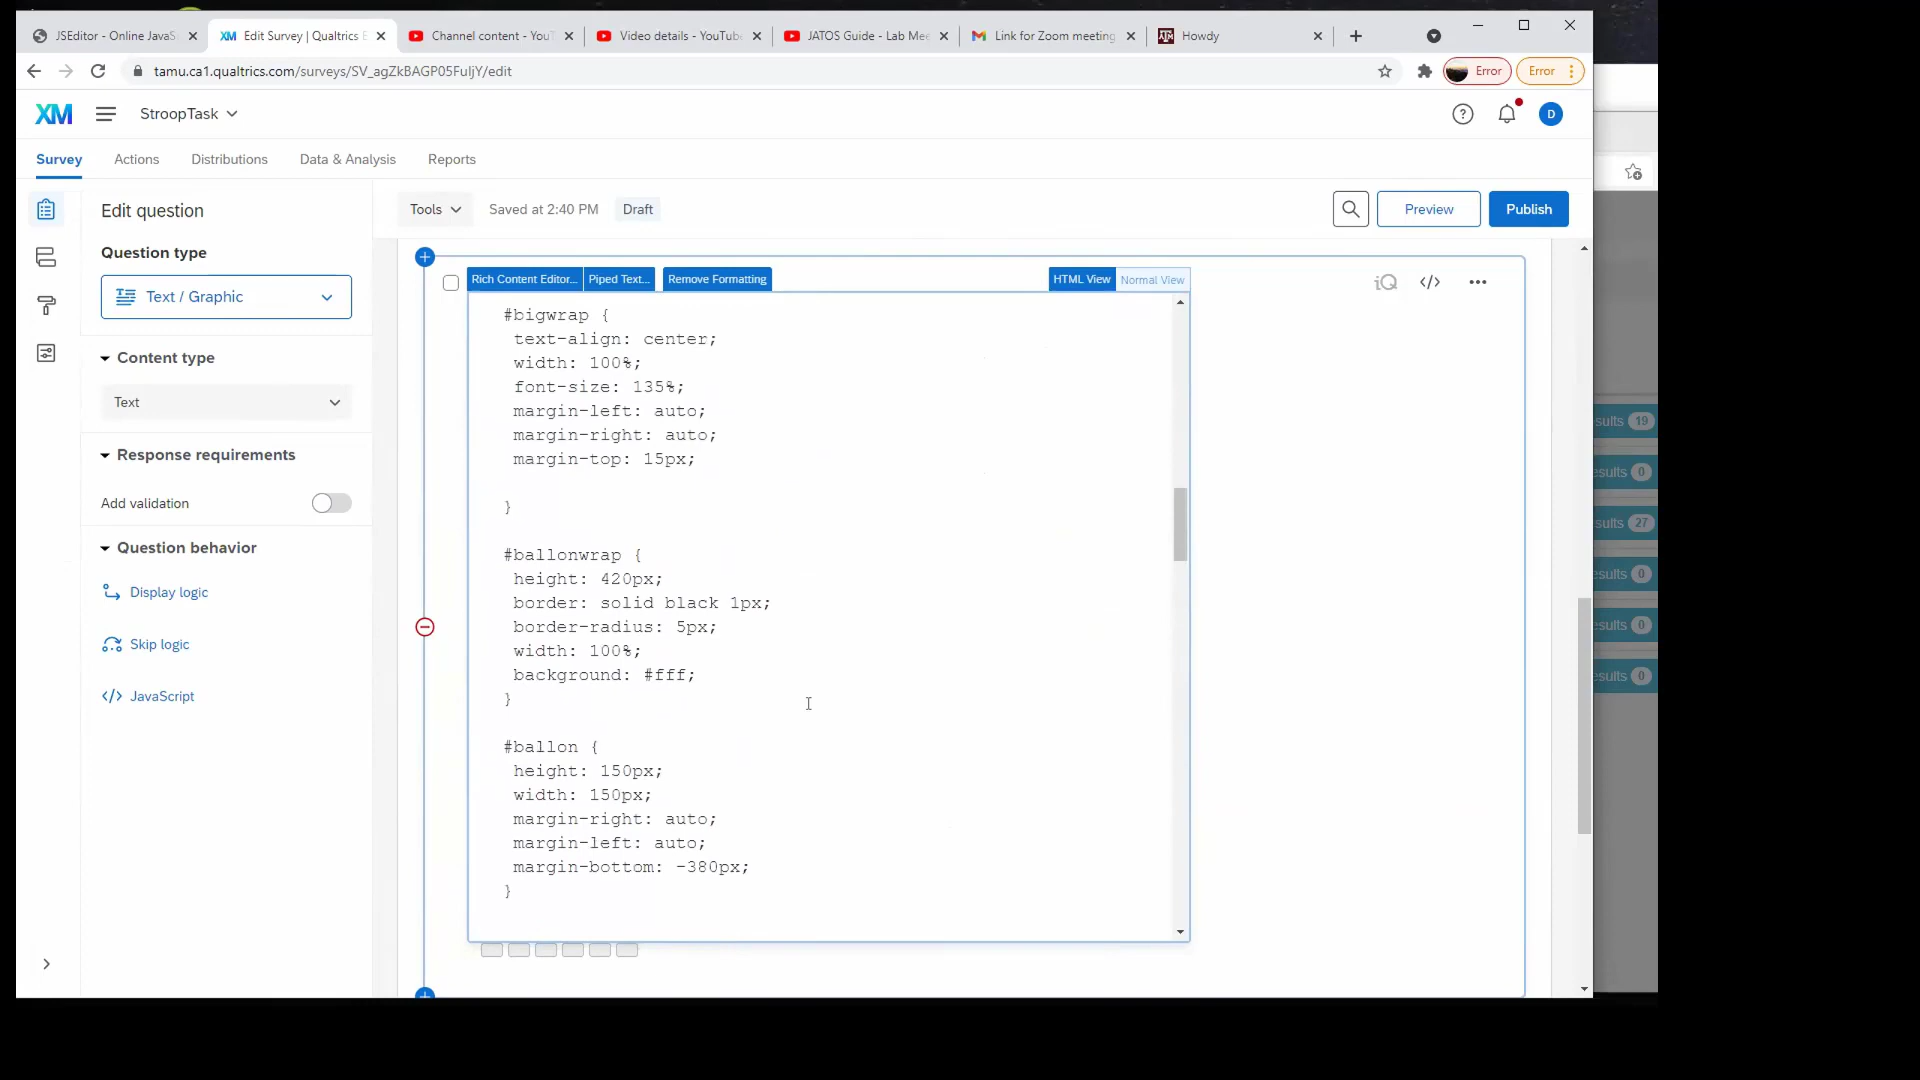 JSEditor - Online JavaS
Edit Survey | Qualtrics E
Channel content - YouT
Video details - YouTube
JATOS Guide - Lab Mee
Link for Zoom meeting
Howdy
tamu.ca1.qualtrics.com/surveys/SV_agZkBAGP05FuljY/edit
Error
Error
XM
StroopTask
D
Survey
Actions
Distributions
Data & Analysis
Reports
Edit question
Tools
Saved at 2:40 PM
Draft
Preview
Publish
Question type
Text / Graphic
Content type
Text
Response requirements
Add validation
Question behavior
Display logic
Skip logic
JavaScript
Rich Content Editor...
Piped Text...
Remove Formatting
HTML View
Normal View
iQ
#bigwrap {
text-align: center;
width: 100%;
font-size: 135%;
margin-left: auto;
margin-right: auto;
margin-top: 15px;
}
#ballonwrap {
height: 420px;
border: solid black 1px;
border-radius: 5px;
width: 100%;
background: #fff;
}
#ballon {
height: 150px;
width: 150px;
margin-right: auto;
margin-left: auto;
margin-bottom: -380px;
}
sults 19
esults 0
sults 27
esults 0
esults 0
esults 0